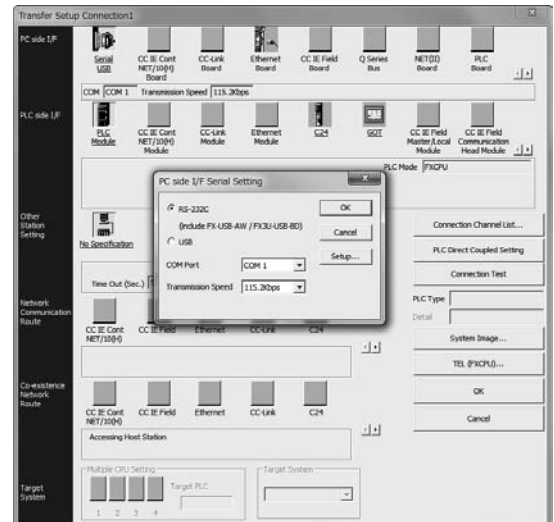 Transfer Setup Connection1
PC side I/F
Serial USB
CC IE Cont NET/10(H) Board
CC-Link Board
Ethernet Board
CC IE Field Board
Q Series Bus
NET(II) Board
PLC Board
COM COM 1 Transmission Speed 115.2Kbps
PLC side I/F
PLC Module
CC IE Cont NET/10(H) Module
CC-Link Module
Ethernet Module
C24
GOT
CC IE Field Master/Local Module
CC IE Field Communication Head Module
PLC Mode FXCPU
PC side I/F Serial Setting
RS-232C
(include FX-USB-AW / FX3U-USB-BD)
USB
COM Port COM 1
Transmission Speed 115.2Kbps
OK
Cancel
Setup...
Other Station Setting
No Specification
Time Out (Sec.)
Connection Channel List...
PLC Direct Coupled Setting
Connection Test
PLC Type
Detail
System Image...
TEL (FXCPU)...
OK
Cancel
Network Communication Route
CC IE Cont NET/10(H)
CC IE Field
Ethernet
CC-Link
C24
Co-existence Network Route
CC IE Cont NET/10(H)
CC IE Field
Ethernet
CC-Link
C24
Accessing Host Station
Target System
Multiple CPU Setting
1 2 3 4
Target PLC
Target System